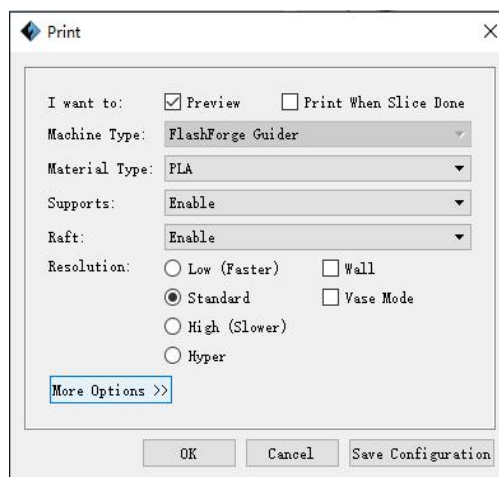 Print
I want to: Preview Print When Slice Done
Machine Type: FlashForge Guider
Material Type: PLA
Supports: Enable
Raft: Enable
Resolution: Low (Faster) Wall
Standard Vase Mode
High (Slower)
Hyper
More Options >>
OK Cancel Save Configuration